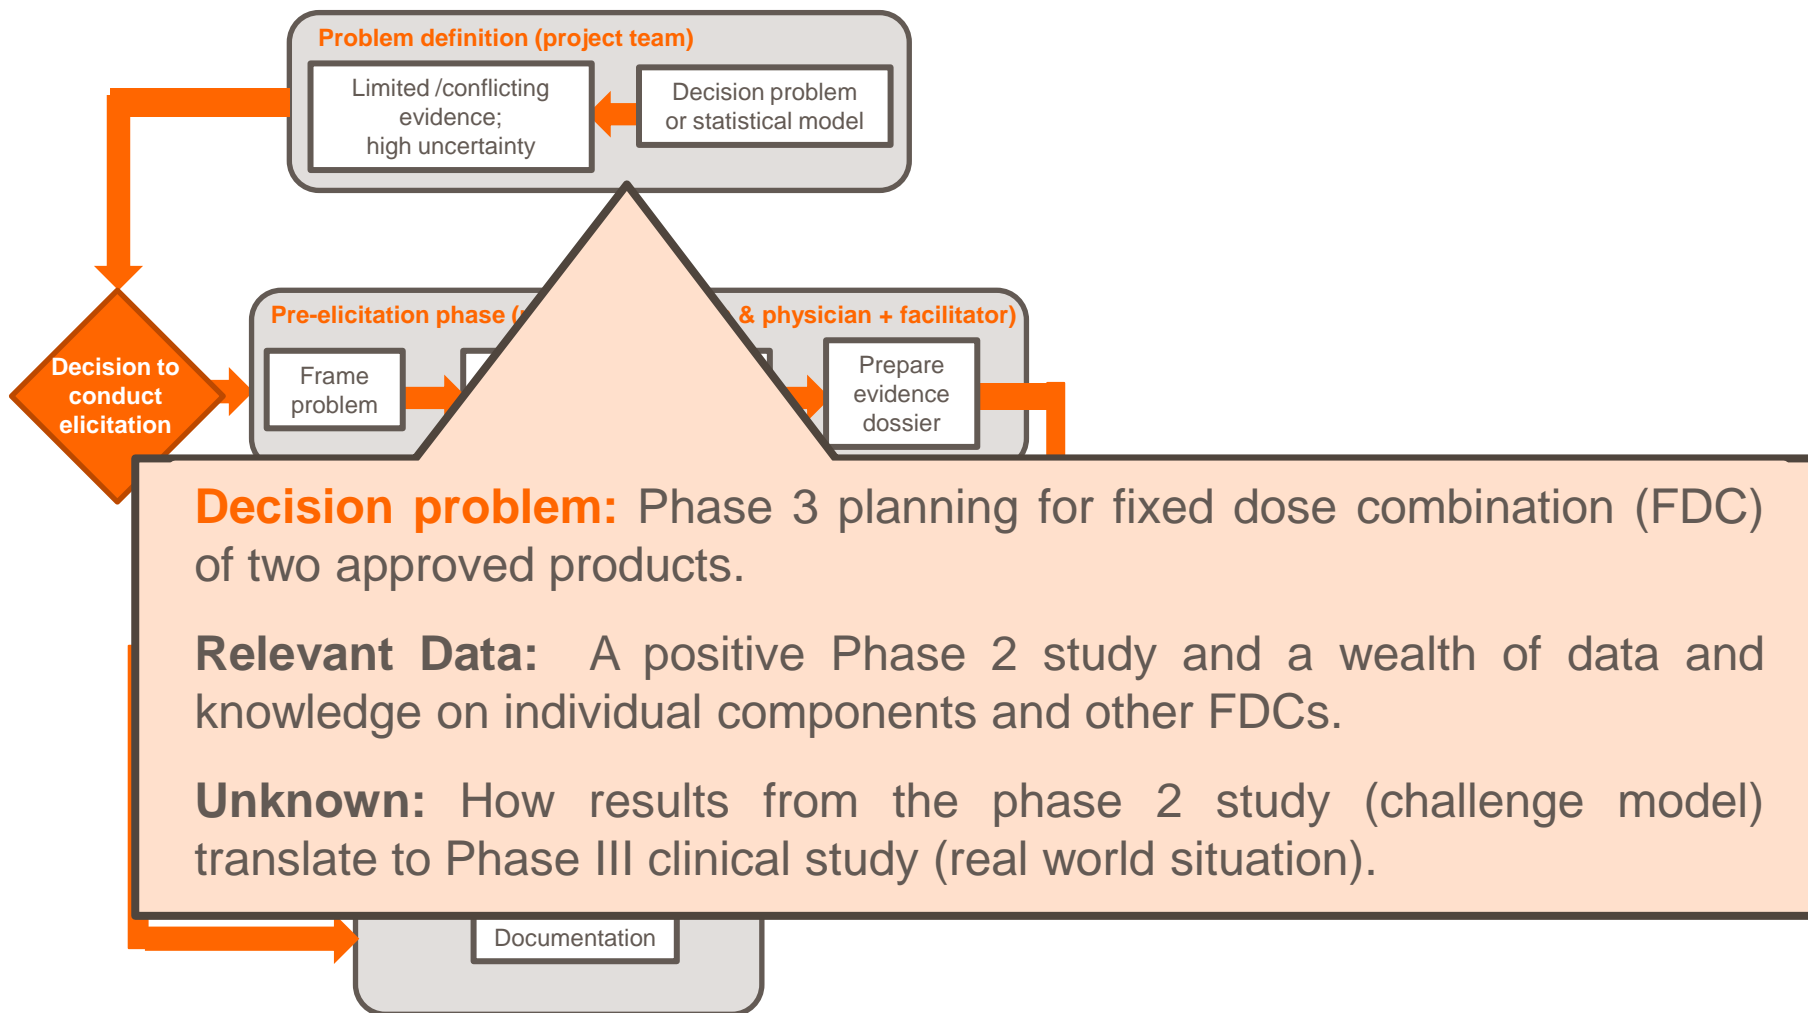 Problem definition (project team)
Limited /conflicting
evidence;
high uncertainty
Decision problem
or statistical model
Decision to
conduct
elicitation
Pre-elicitation phase (
& physician + facilitator)
Frame
problem
Prepare
evidence
dossier
Decision problem: Phase 3 planning for fixed dose combination (FDC)
of two approved products.
Relevant Data: A positive Phase 2 study and a wealth of data and
knowledge on individual components and other FDCs.
Unknown: How results from the phase 2 study (challenge model)
translate to Phase III clinical study (real world situation).
Documentation